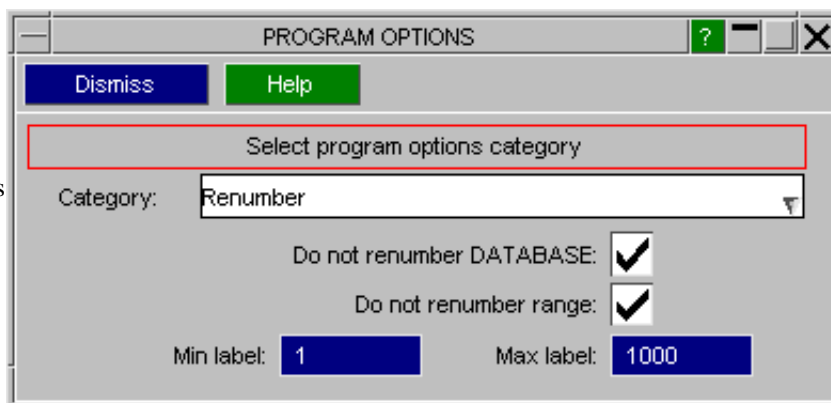 PROGRAM OPTIONS ?
Dismiss Help
Select program options category
s
Category: Renumber
Do not renumber DATABASE:
Do not renumber range:
Min label: 1 Max label: 1000